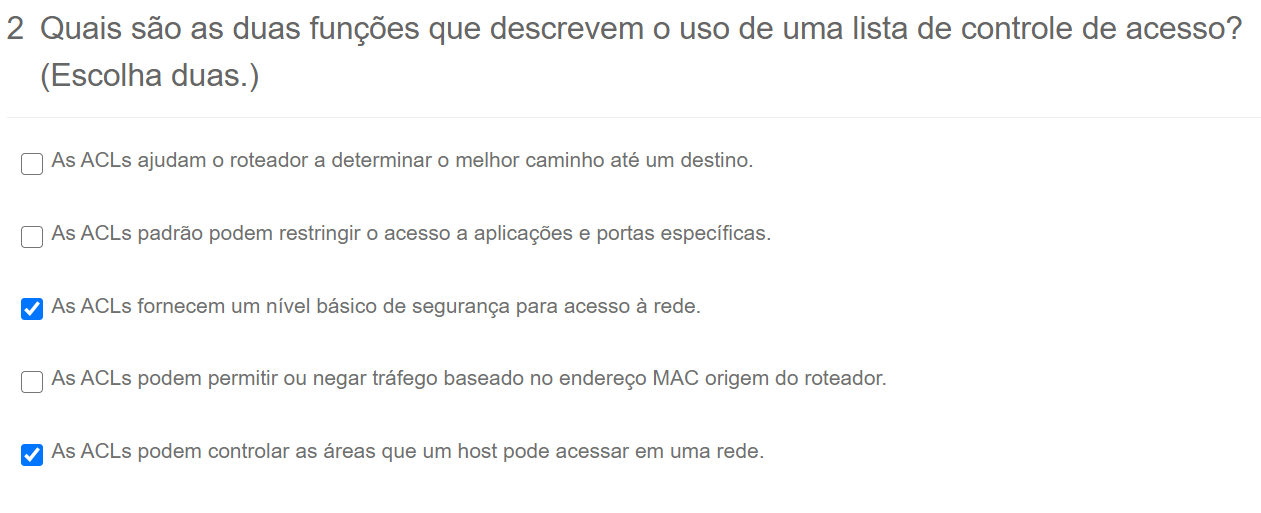 2 Quais são as duas funções que descrevem o uso de uma lista de controle de acesso?
(Escolha duas.)
As ACLs ajudam o roteador a determinar o melhor caminho até um destino.
As ACLs padrão podem restringir o acesso a aplicações e portas específicas.
As ACLs fornecem um nível básico de segurança para acesso à rede.
As ACLs podem permitir ou negar tráfego baseado no endereço MAC origem do roteador.
As ACLs podem controlar as áreas que um host pode acessar em uma rede.